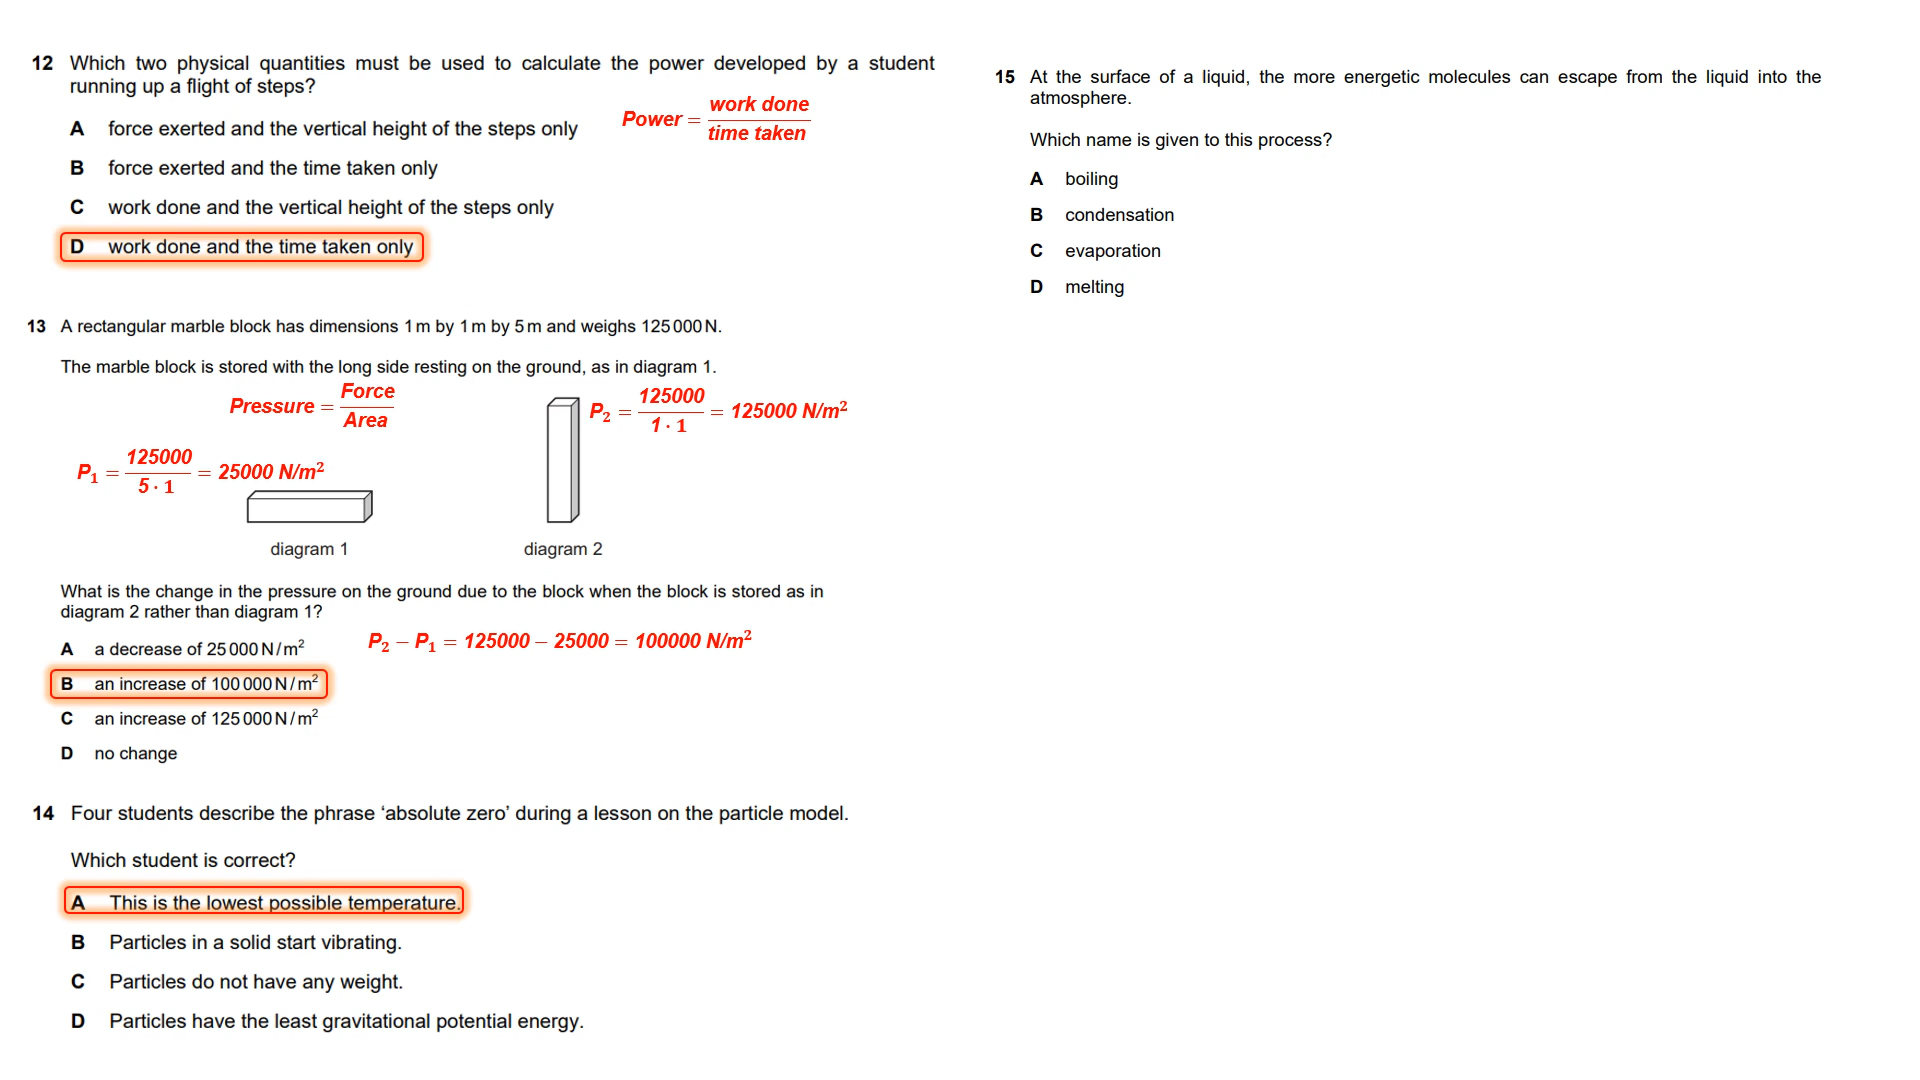 12 Which two physical quantities must be used to calculate the power developed by a student
running up a flight of steps?
Power = work done / time taken
A force exerted and the vertical height of the steps only
B force exerted and the time taken only
C work done and the vertical height of the steps only
D work done and the time taken only
13 A rectangular marble block has dimensions 1 m by 1 m by 5 m and weighs 125 000 N.
The marble block is stored with the long side resting on the ground, as in diagram 1.
Pressure = Force / Area
P₂ = 125000 / 1 · 1 = 125000 N/m²
P₁ = 125000 / 5 · 1 = 25000 N/m²
diagram 1
diagram 2
What is the change in the pressure on the ground due to the block when the block is stored as in
diagram 2 rather than diagram 1?
P₂ − P₁ = 125000 − 25000 = 100000 N/m²
A a decrease of 25 000 N / m²
B an increase of 100 000 N / m²
C an increase of 125 000 N / m²
D no change
14 Four students describe the phrase ‘absolute zero’ during a lesson on the particle model.
Which student is correct?
A This is the lowest possible temperature.
B Particles in a solid start vibrating.
C Particles do not have any weight.
D Particles have the least gravitational potential energy.
15 At the surface of a liquid, the more energetic molecules can escape from the liquid into the
atmosphere.
Which name is given to this process?
A boiling
B condensation
C evaporation
D melting